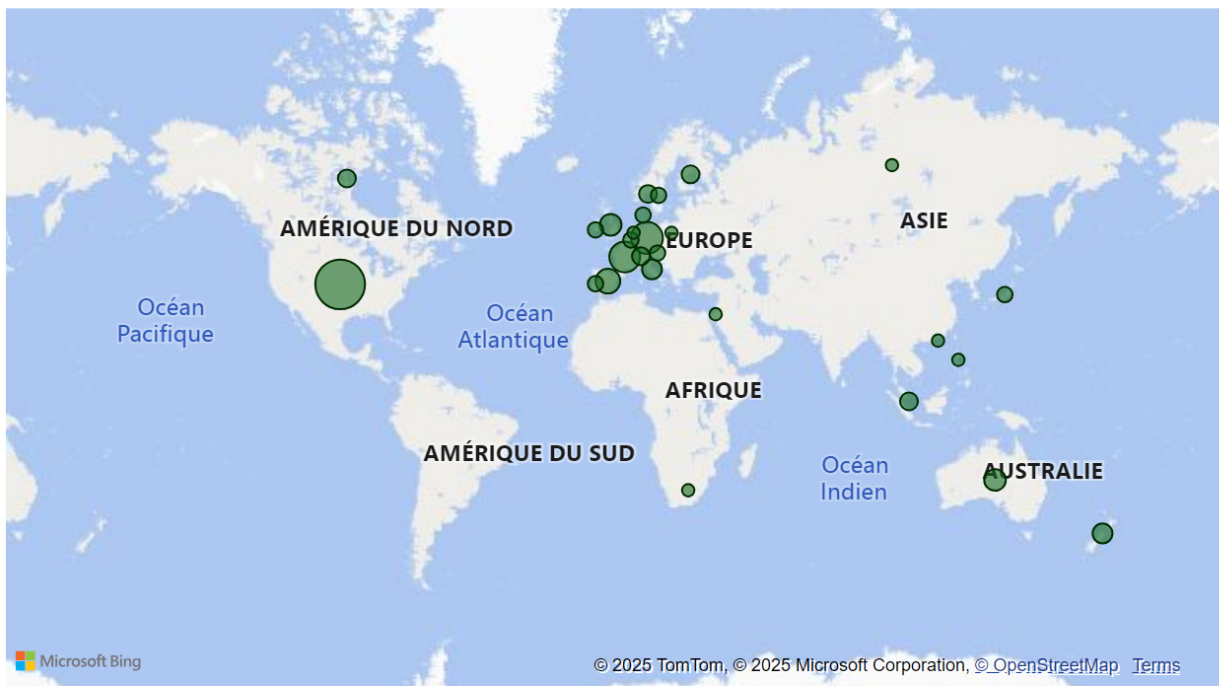 AMÉRIQUE DU NORD
ASIE
EUROPE
Océan
Pacifique
Océan
Atlantique
AFRIQUE
AMÉRIQUE DU SUD
Océan
Indien
AUSTRALIE
Microsoft Bing
© 2025 TomTom, © 2025 Microsoft Corporation, © OpenStreetMap Terms